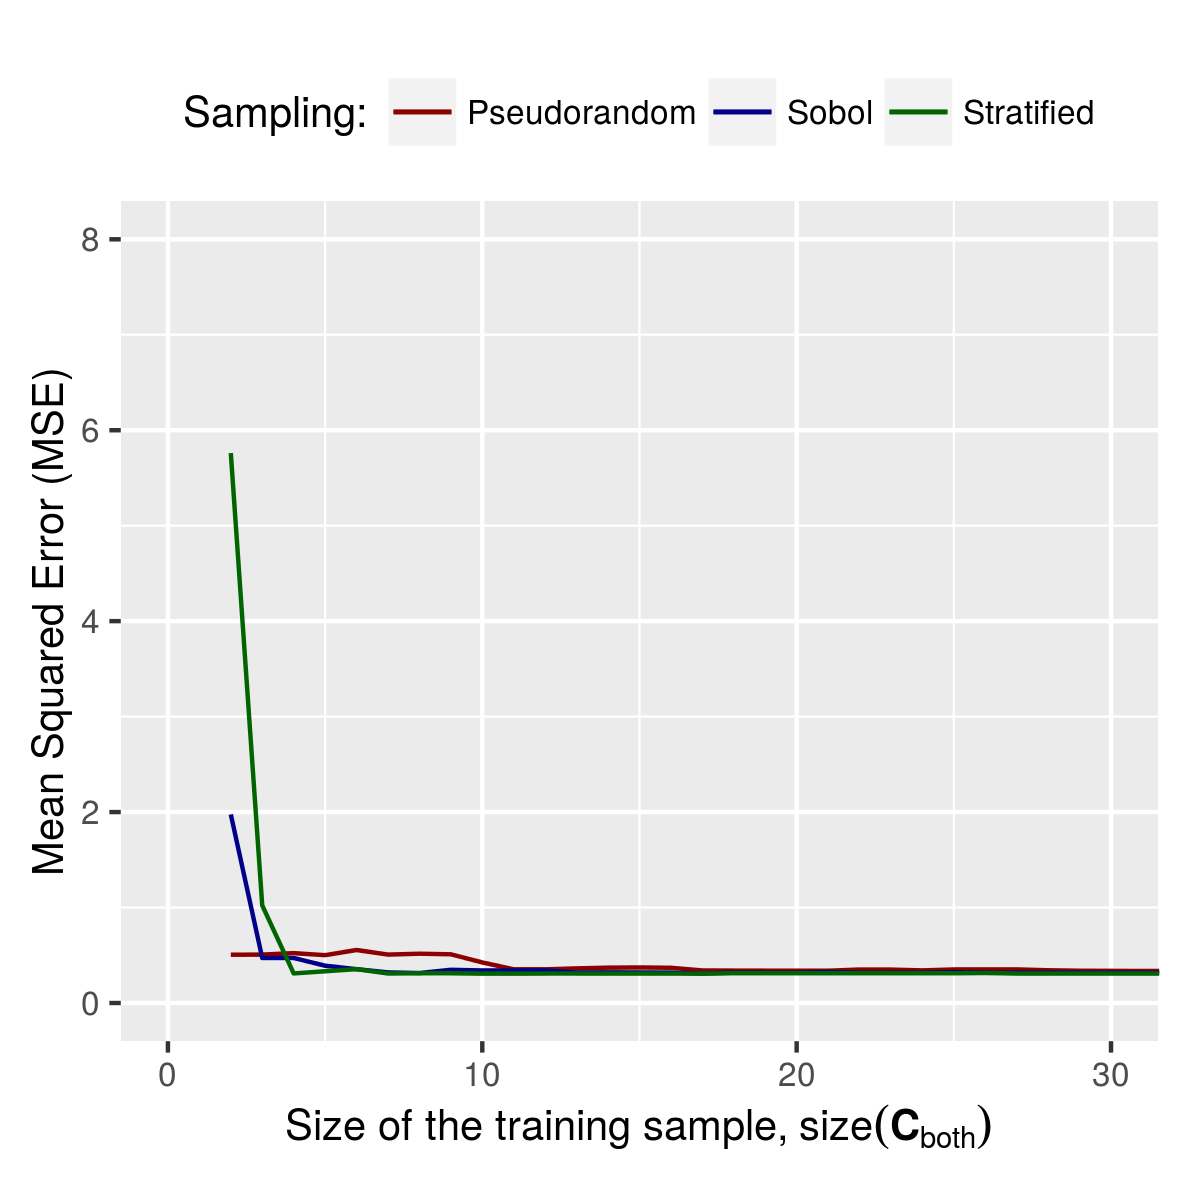 Sampling: Pseudorandom Sobol Stratified
8
6
4
2
0
Mean Squared Error (MSE)
0 10 20 30
Size of the training sample, size(C_both)